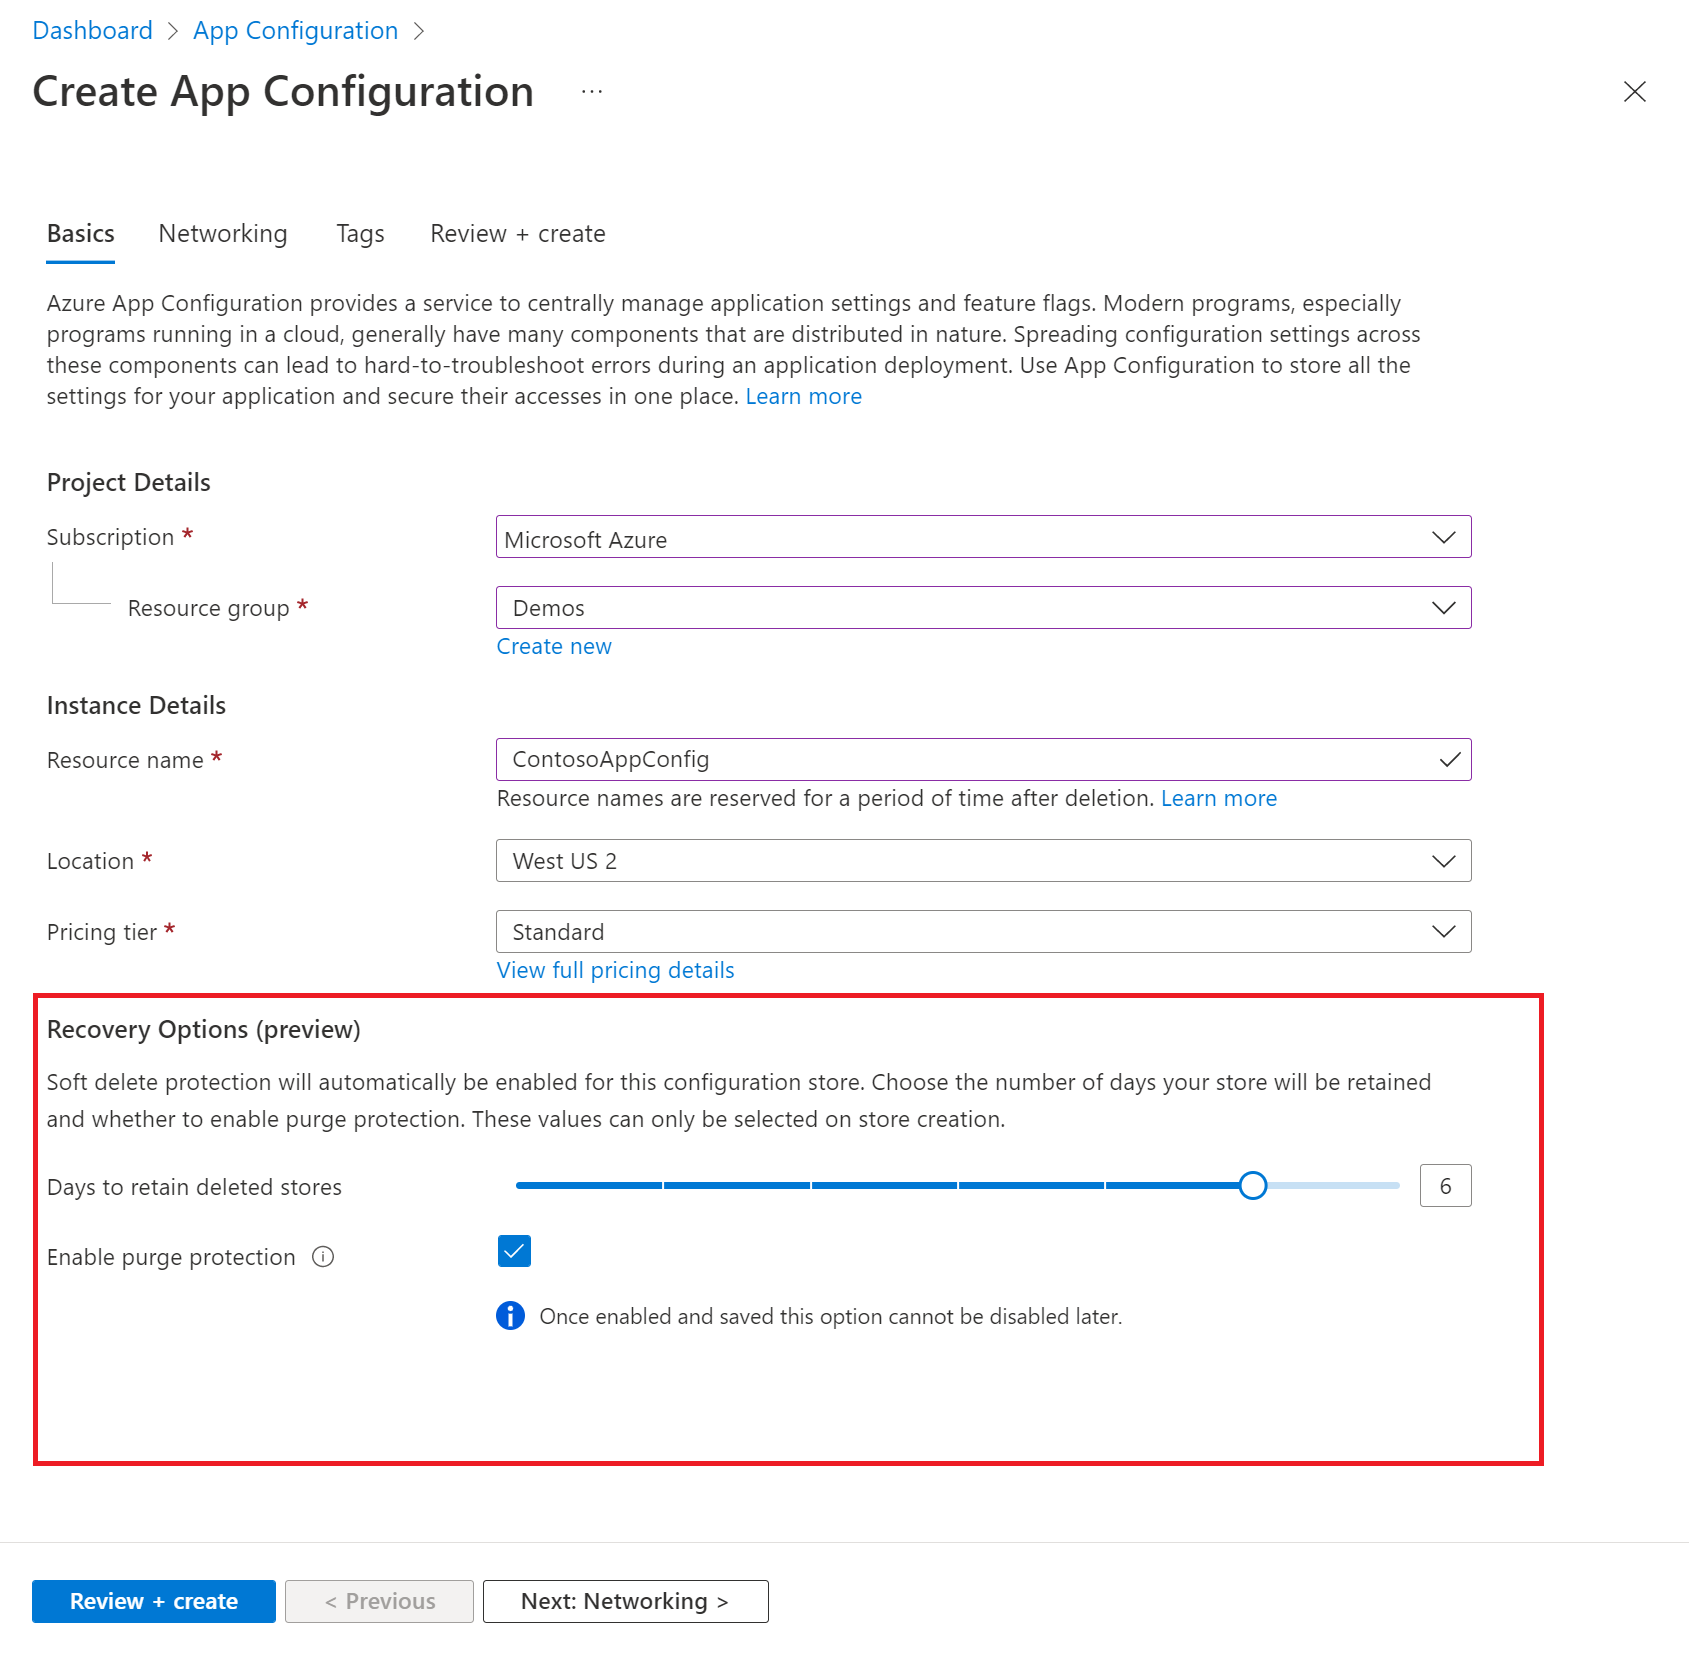 Dashboard > App Configuration >
Create App Configuration ...
Basics Networking Tags Review + create
Azure App Configuration provides a service to centrally manage application settings and feature flags. Modern programs, especially
programs running in a cloud, generally have many components that are distributed in nature. Spreading configuration settings across
these components can lead to hard-to-troubleshoot errors during an application deployment. Use App Configuration to store all the
settings for your application and secure their accesses in one place. Learn more
Project Details
Subscription * Microsoft Azure
Resource group * Demos
Create new
Instance Details
Resource name * ContosoAppConfig
Resource names are reserved for a period of time after deletion. Learn more
Location * West US 2
Pricing tier * Standard
View full pricing details
Recovery Options (preview)
Soft delete protection will automatically be enabled for this configuration store. Choose the number of days your store will be retained
and whether to enable purge protection. These values can only be selected on store creation.
Days to retain deleted stores 6
Enable purge protection
Once enabled and saved this option cannot be disabled later.
Review + create < Previous Next: Networking >